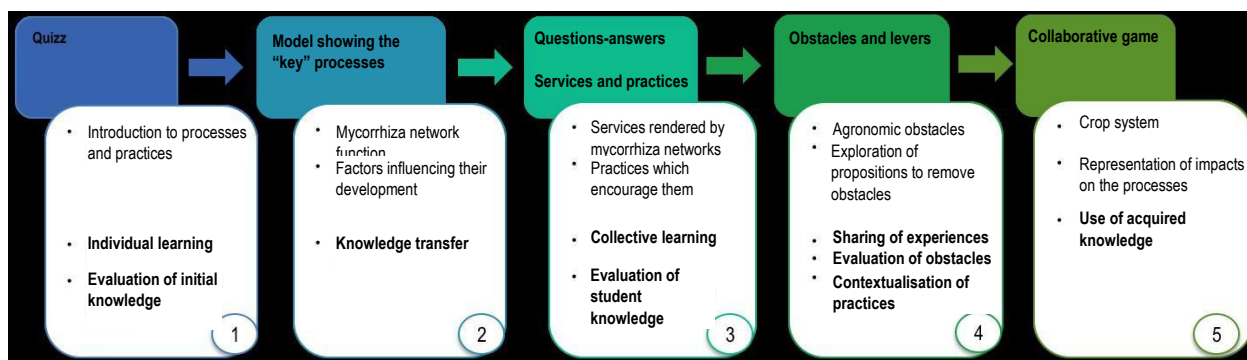 Quizz
• Introduction to processes
and practices
• Individual learning
• Evaluation of initial
knowledge
1
Model showing the
“key” processes
• Mycorrhiza network
function
• Factors influencing their
development
• Knowledge transfer
2
Questions-answers
Services and practices
• Services rendered by
mycorrhiza networks
• Practices which
encourage them
• Collective learning
• Evaluation of
student
knowledge
3
Obstacles and levers
• Agronomic obstacles
• Exploration of
propositions to remove
obstacles
• Sharing of experiences
• Evaluation of obstacles
• Contextualisation of
practices
4
Collaborative game
• Crop system
• Representation of impacts
on the processes
• Use of acquired
knowledge
5